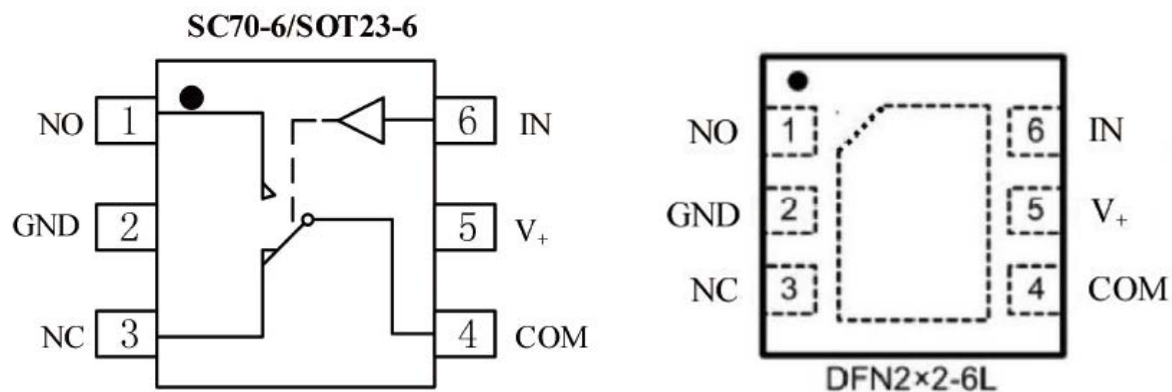 SC70-6/SOT23-6
NO 1 6 IN
GND 2 5 V+
NC 3 4 COM
NO 1 6 IN
GND 2 5 V+
NC 3 4 COM
DFN2×2-6L